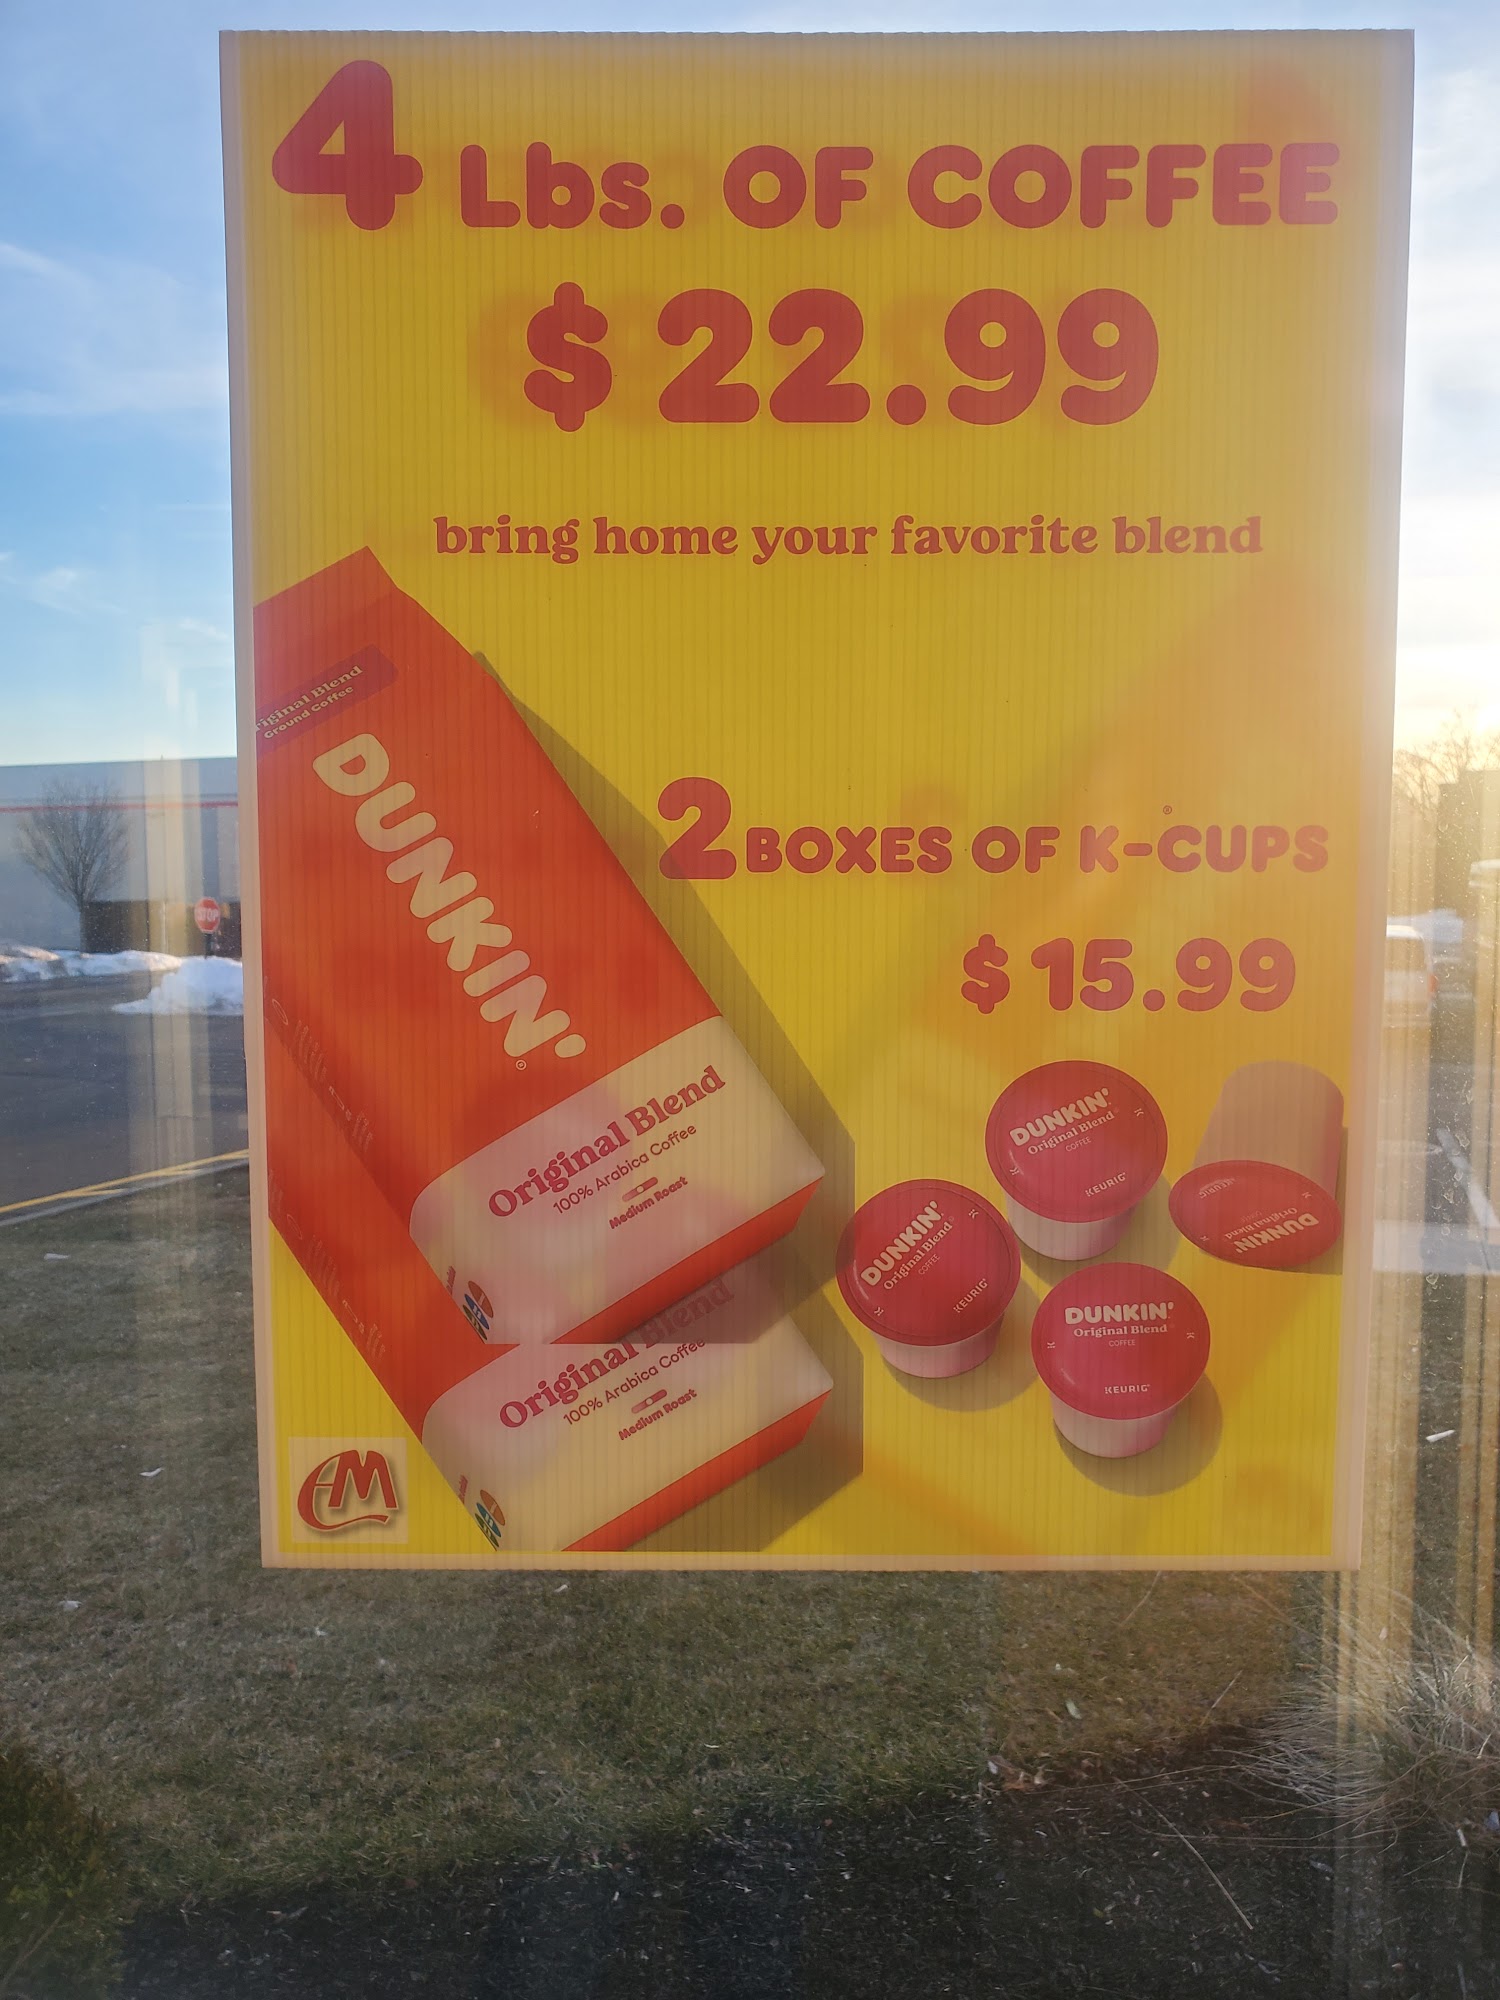 4 Lbs. OF COFFEE
$22.99
bring home your favorite blend
riginal Blend
Ground Coffee
DUNKIN'
2 BOXES OF K-CUPS®
$15.99
Original Blend
100% Arabica Coffee
Medium Roast
Original Blend
100% Arabica Coffee
Medium Roast
DUNKIN'
Original Blend
COFFEE
KEURIG
DUNKIN'
Original Blend
COFFEE
KEURIG
DUNKIN'
Original Blend
DUNKIN'
Original Blend
COFFEE
KEURIG
STOP